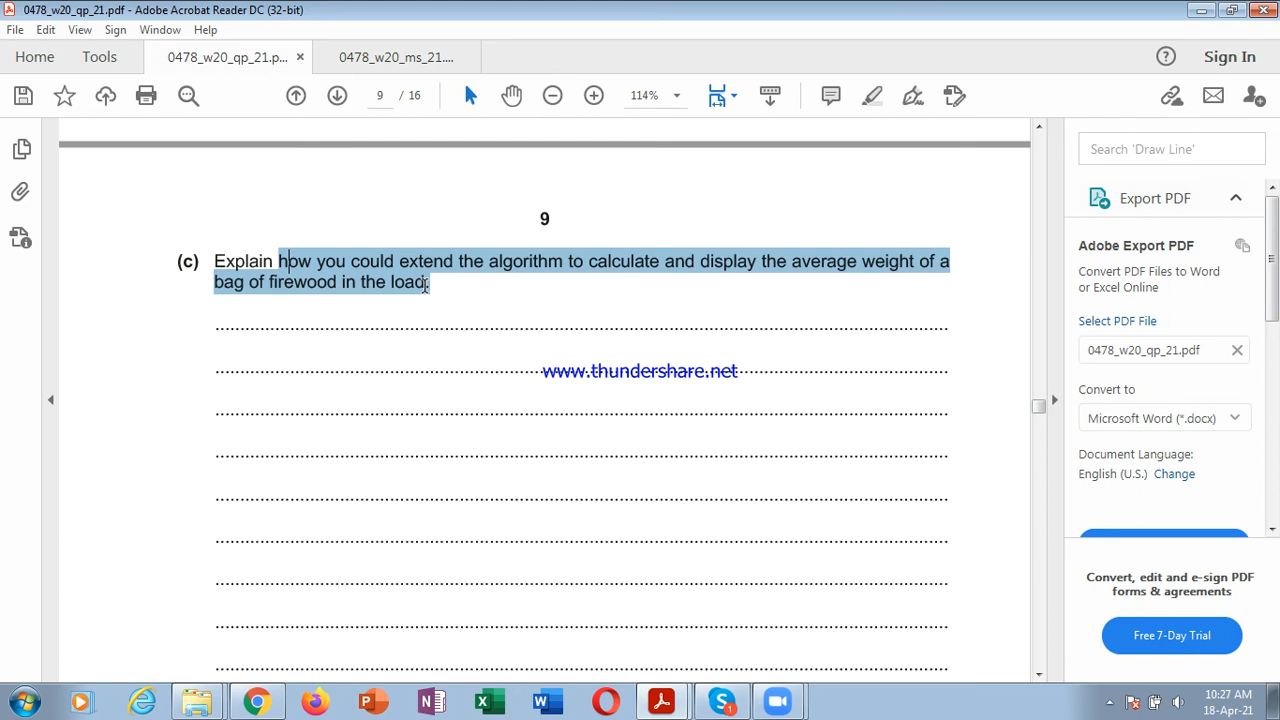 0478_w20_qp_21.pdf - Adobe Acrobat Reader DC (32-bit)
File Edit View Sign Window Help
Home Tools 0478_w20_qp_21.p... × 0478_w20_ms_21.... ? Sign In
9 / 16 114%
9
(c) Explain how you could extend the algorithm to calculate and display the average weight of a
bag of firewood in the load.
www.thundershare.net
Search 'Draw Line'
Export PDF
Adobe Export PDF
Convert PDF Files to Word
or Excel Online
Select PDF File
0478_w20_qp_21.pdf
Convert to
Microsoft Word (*.docx)
Document Language:
English (U.S.) Change
Convert, edit and e-sign PDF
forms & agreements
Free 7-Day Trial
10:27 AM
18-Apr-21